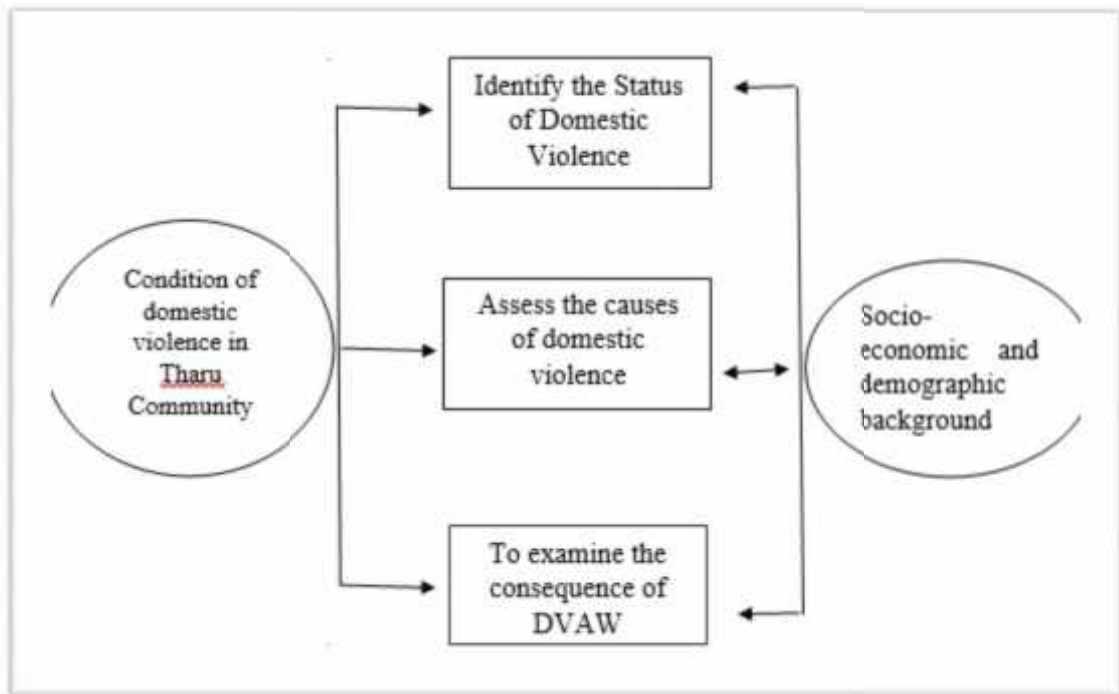 Identify the Status
of Domestic
Violence
Condition of
domestic
violence in
Tharu
Community
Assess the causes
of domestic
violence
Socio-
economic and
demographic
background
To examine the
consequence of
DVAW